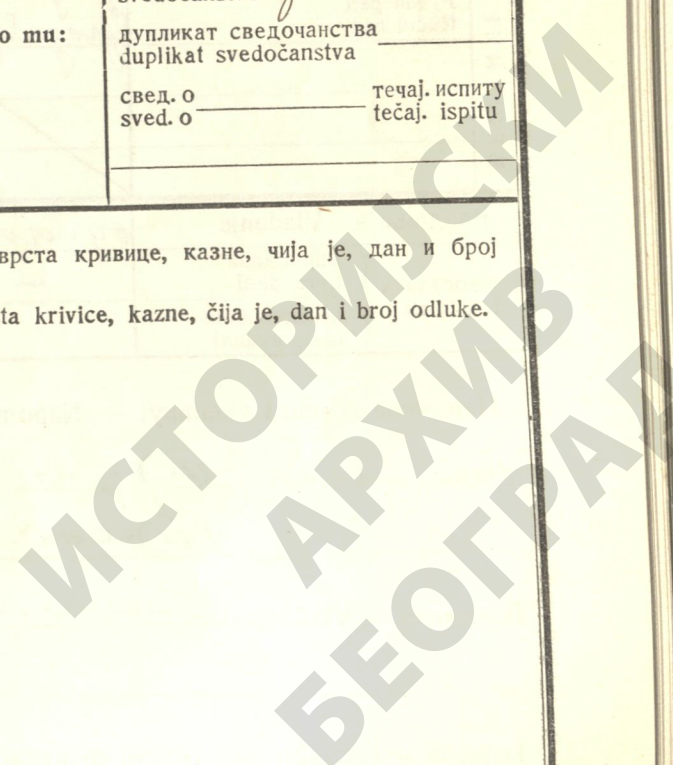 о ти:
дупликат сведочанства
duplikat svedočanstva
свед. о течај. испиту
sved. o tečaj. ispitu
врста кривице, казне, чија је, дан и број
ta krivice, kazne, čija je, dan i broj odluke.
ИСТОРИЈСКИ
АРХИВ
БЕОГРАД